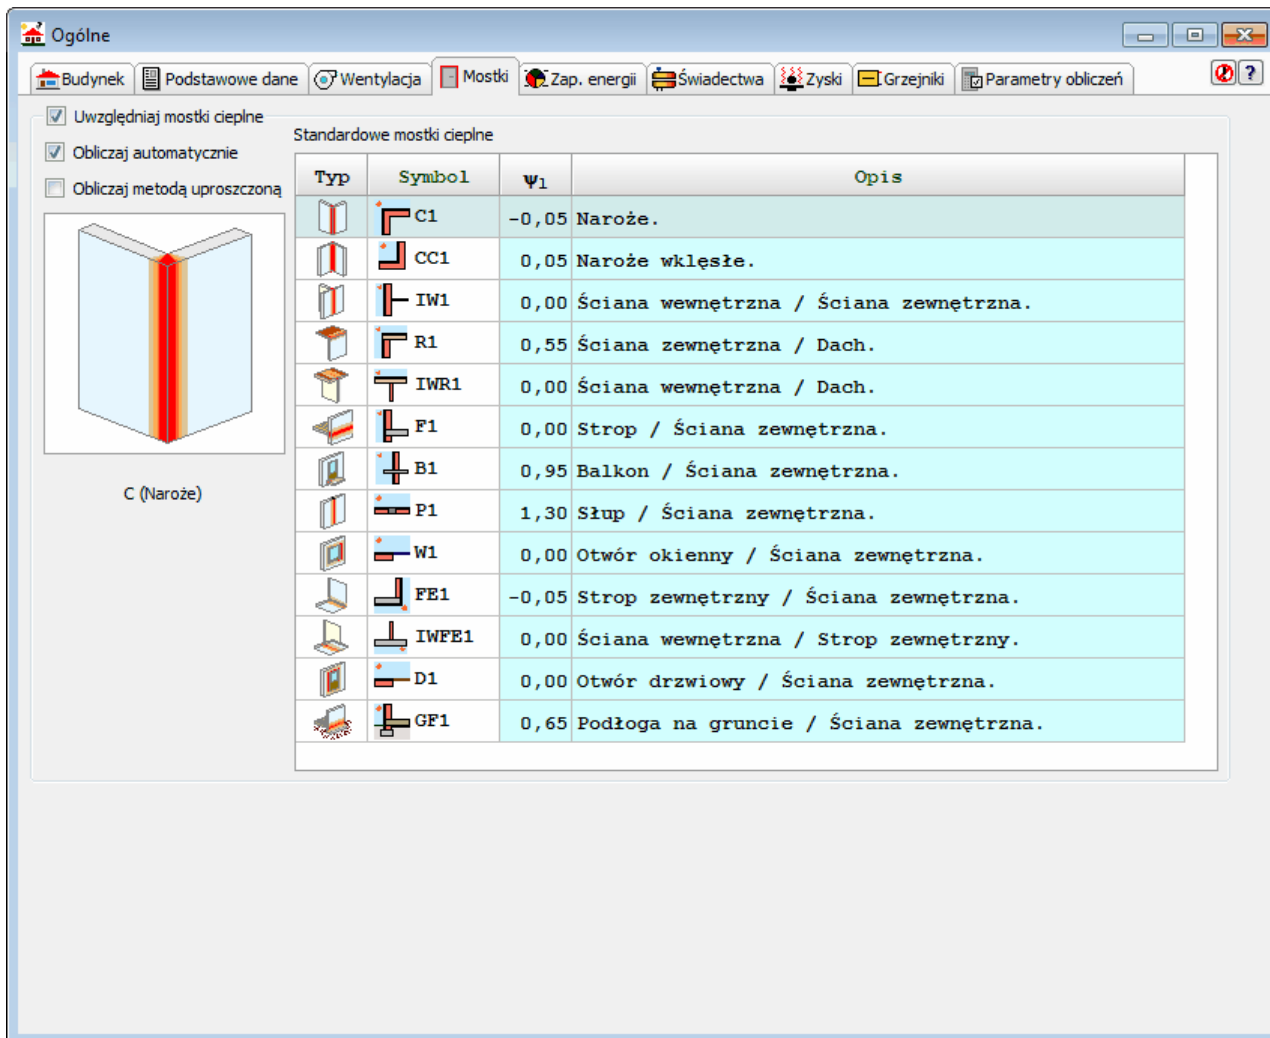 Ogólne
Budynek Podstawowe dane Wentylacja Mostki Zap. energii Świadectwa Zyski Grzejniki Parametry obliczeń ?
Uwzględniaj mostki cieplne
Obliczaj automatycznie
Obliczaj metodą uproszczoną
C (Naroże)
Standardowe mostki cieplne
Typ Symbol Ψ1 Opis
C1 -0,05 Naroże.
CC1 0,05 Naroże wklęsłe.
IW1 0,00 Ściana wewnętrzna / Ściana zewnętrzna.
R1 0,55 Ściana zewnętrzna / Dach.
IWR1 0,00 Ściana wewnętrzna / Dach.
F1 0,00 Strop / Ściana zewnętrzna.
B1 0,95 Balkon / Ściana zewnętrzna.
P1 1,30 Słup / Ściana zewnętrzna.
W1 0,00 Otwór okienny / Ściana zewnętrzna.
FE1 -0,05 Strop zewnętrzny / Ściana zewnętrzna.
IWFE1 0,00 Ściana wewnętrzna / Strop zewnętrzny.
D1 0,00 Otwór drzwiowy / Ściana zewnętrzna.
GF1 0,65 Podłoga na gruncie / Ściana zewnętrzna.